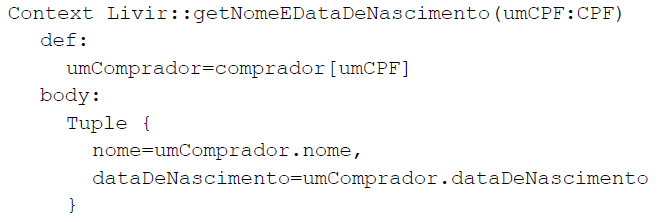 Context Livir::getNomeEDataDeNascimento(umCPF:CPF)
def:
umComprador=comprador[umCPF]
body:
Tuple {
nome=umComprador.nome,
dataDeNascimento=umComprador.dataDeNascimento
}